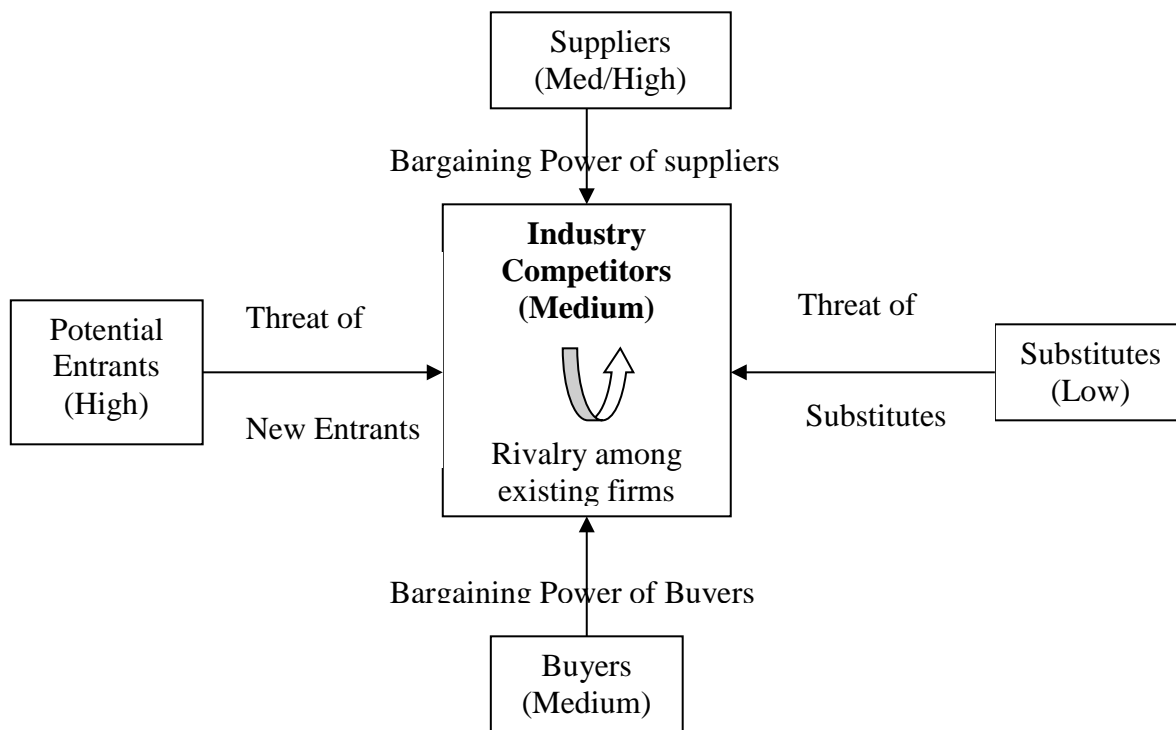 Suppliers
(Med/High)
Bargaining Power of suppliers
Industry
Competitors
(Medium)
Rivalry among
existing firms
Potential
Entrants
(High)
Threat of
New Entrants
Threat of
Substitutes
Substitutes
(Low)
Bargaining Power of Buyers
Buyers
(Medium)